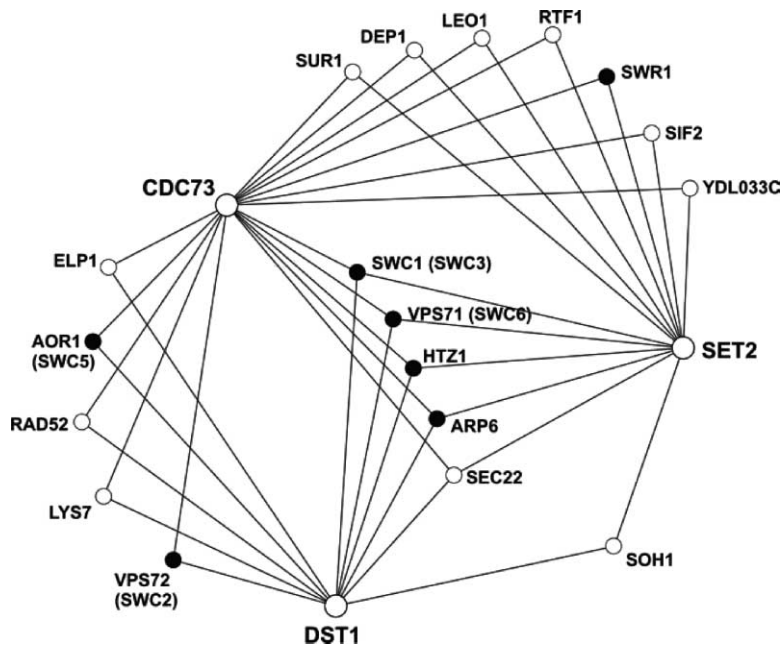 RTF1
LEO1
DEP1
SUR1
SWR1
SIF2
CDC73
YDL033C
ELP1
SWC1 (SWC3)
VPS71 (SWC6)
AOR1
(SWC5)
HTZ1
SET2
RAD52
ARP6
SEC22
LYS7
SOH1
VPS72
(SWC2)
DST1